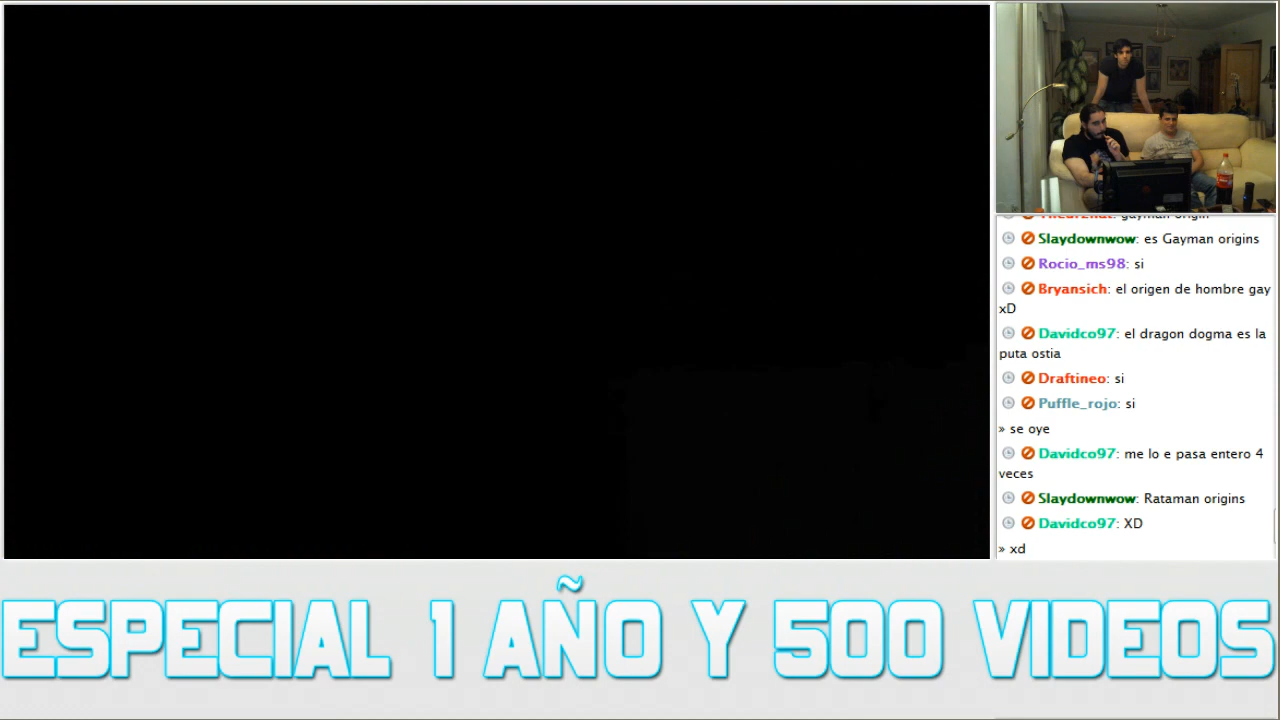 gayman origin
Slaydownwow: es Gayman origins
Rocio_ms98: si
Bryansich: el origen de hombre gay
xD
Davidco97: el dragon dogma es la
puta ostia
Draftineo: si
Puffle_rojo: si
» se oye
Davidco97: me lo e pasa entero 4
veces
Slaydownwow: Rataman origins
Davidco97: XD
» xd
ESPECIAL 1 AÑO Y 500 VIDEOS